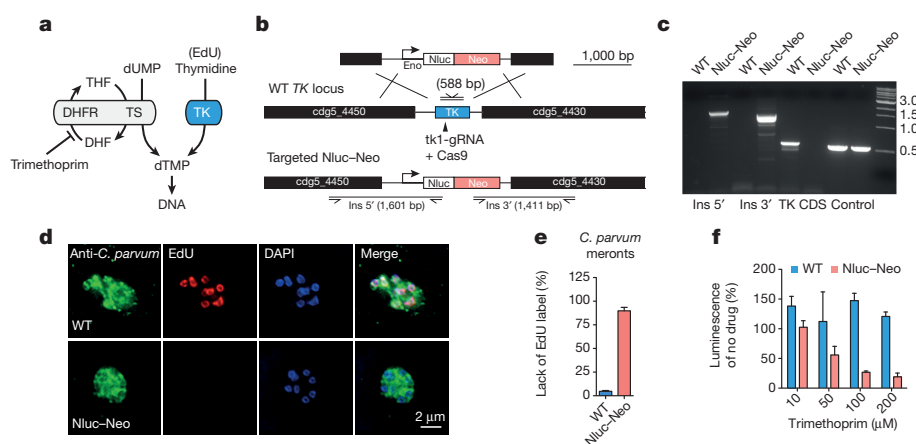 a
(EdU)
dUMP Thymidine
THF
DHFR TS TK
DHF
Trimethoprim
dTMP
DNA
b
Eno Nluc Neo
1,000 bp
WT TK locus (588 bp)
cdg5_4450 TK cdg5_4430
tk1-gRNA
+ Cas9
Targeted Nluc–Neo
cdg5_4450 Nluc Neo cdg5_4430
Ins 5′ (1,601 bp) Ins 3′ (1,411 bp)
c
WT Nluc–Neo WT Nluc–Neo WT Nluc–Neo WT Nluc–Neo
3.0
1.5
1.0
0.5
Ins 5′ Ins 3′ TK CDS Control
d
Anti-C. parvum EdU DAPI Merge
WT
Nluc–Neo
2 μm
e
C. parvum
meronts
Lack of EdU label (%)
125
100
75
50
25
0
WT Nluc–Neo
f
WT Nluc–Neo
Luminescence
of no drug (%)
200
150
100
50
0
10 50 100 200
Trimethoprim (μM)